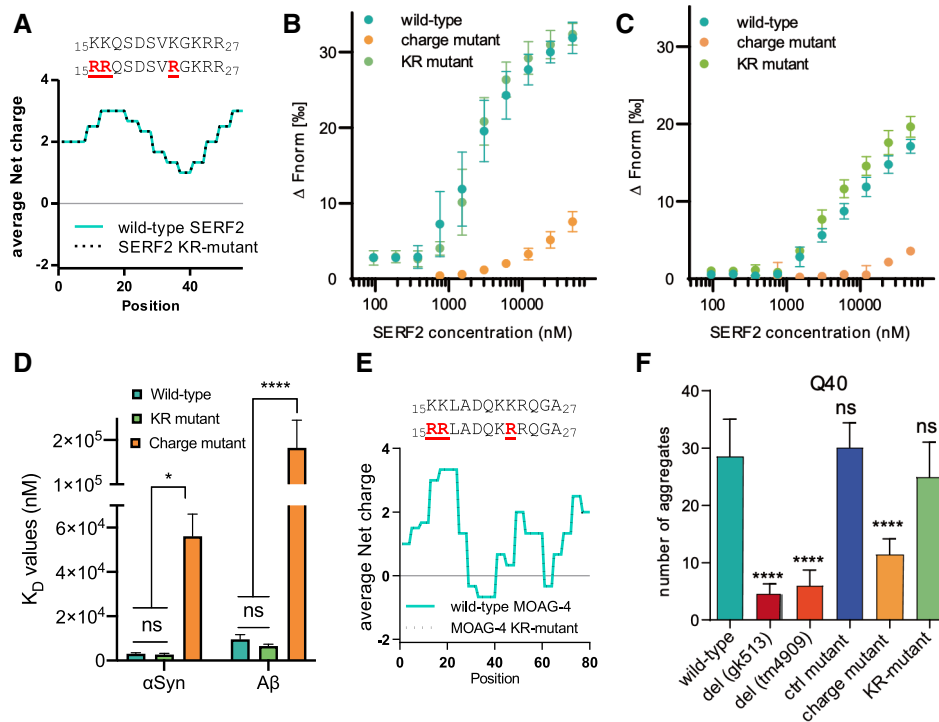 A
15KKQSDSVKGKRR27
15RRQSDSVRGKRR27
average Net charge
4
2
0
-2
wild-type SERF2
SERF2 KR-mutant
0 20 40
Position
B
wild-type
charge mutant
KR mutant
Δ Fnorm [‰]
30
20
10
0
100 1000 10000
SERF2 concentration (nM)
C
wild-type
charge mutant
KR mutant
Δ Fnorm [‰]
30
20
10
0
100 1000 10000
SERF2 concentration (nM)
D
Wild-type
KR mutant
Charge mutant
****
*
ns
ns
KD values (nM)
2×10⁵
1×10⁵
6×10⁴
4×10⁴
2×10⁴
0
αSyn Aβ
E
15KKLADQKKRQGA27
15RRLADQKRRQGA27
average Net charge
4
2
0
-2
wild-type MOAG-4
MOAG-4 KR-mutant
0 20 40 60 80
Position
F
Q40
number of aggregates
40
30
20
10
0
**** **** ns **** ns
wild-type
del (gk513)
del (tm4909)
ctrl mutant
charge mutant
KR-mutant